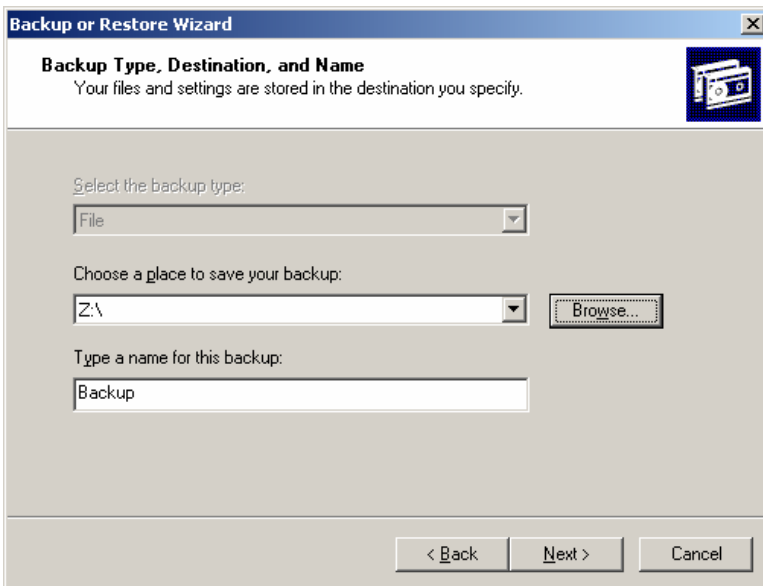 Backup or Restore Wizard
Backup Type, Destination, and Name
Your files and settings are stored in the destination you specify.
Select the backup type:
File
Choose a place to save your backup:
Z:\
Browse...
Type a name for this backup:
Backup
< Back
Next >
Cancel